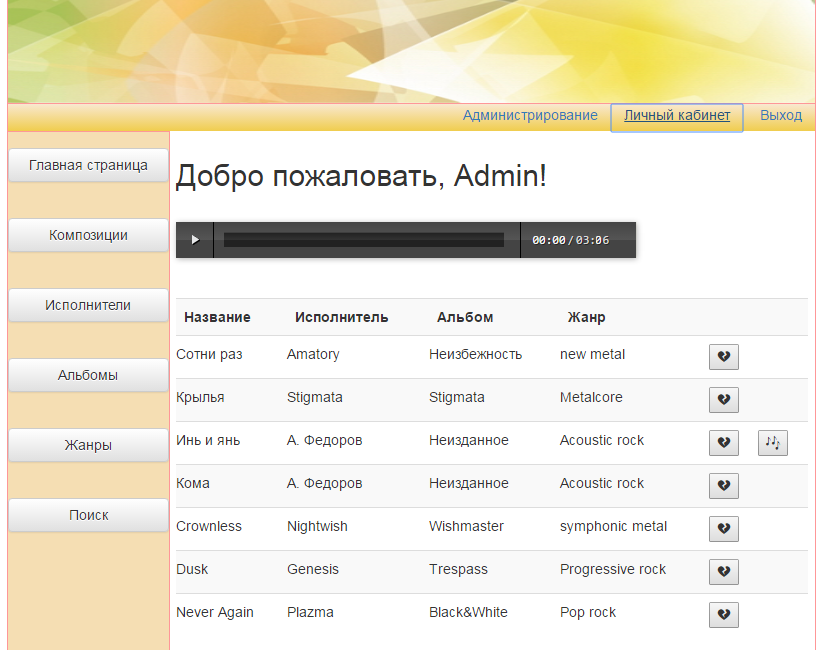 Администрирование Личный кабинет Выход
Главная страница
Композиции
Исполнители
Альбомы
Жанры
Поиск
Добро пожаловать, Admin!
00:00/03:06
Название Исполнитель Альбом Жанр
Сотни раз Amatory Неизбежность new metal
Крылья Stigmata Stigmata Metalcore
Инь и янь А. Федоров Неизданное Acoustic rock
Кома А. Федоров Неизданное Acoustic rock
Crownless Nightwish Wishmaster symphonic metal
Dusk Genesis Trespass Progressive rock
Never Again Plazma Black&White Pop rock